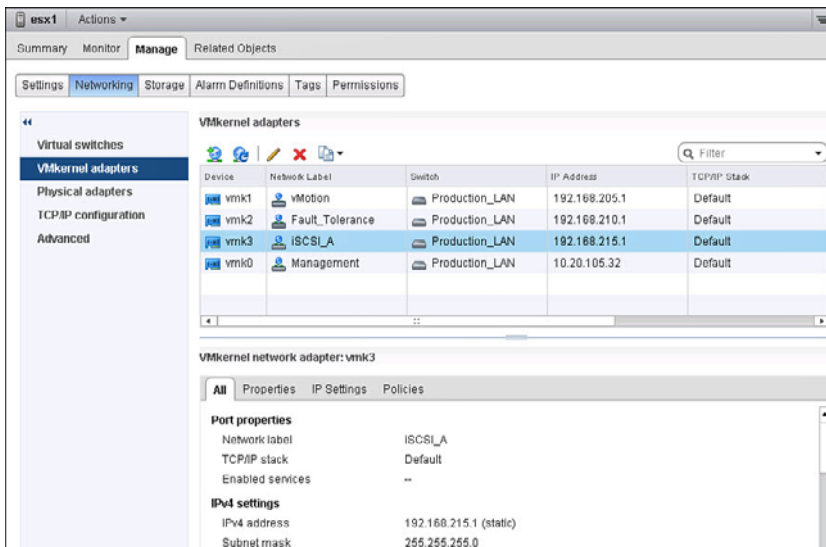 esx1 Actions
Summary Monitor Manage Related Objects
Settings Networking Storage Alarm Definitions Tags Permissions
Virtual switches
VMkernel adapters
Physical adapters
TCP/IP configuration
Advanced
VMkernel adapters
Filter
Device Network Label Switch IP Address TCP/IP Stack
vmk1 vMotion Production_LAN 192.168.205.1 Default
vmk2 Fault_Tolerance Production_LAN 192.168.210.1 Default
vmk3 iSCSI_A Production_LAN 192.168.215.1 Default
vmk0 Management Production_LAN 10.20.105.32 Default
VMkernel network adapter: vmk3
All Properties IP Settings Policies
Port properties
Network label iSCSI_A
TCP/IP stack Default
Enabled services --
IPv4 settings
IPv4 address 192.168.215.1 (static)
Subnet mask 255.255.255.0